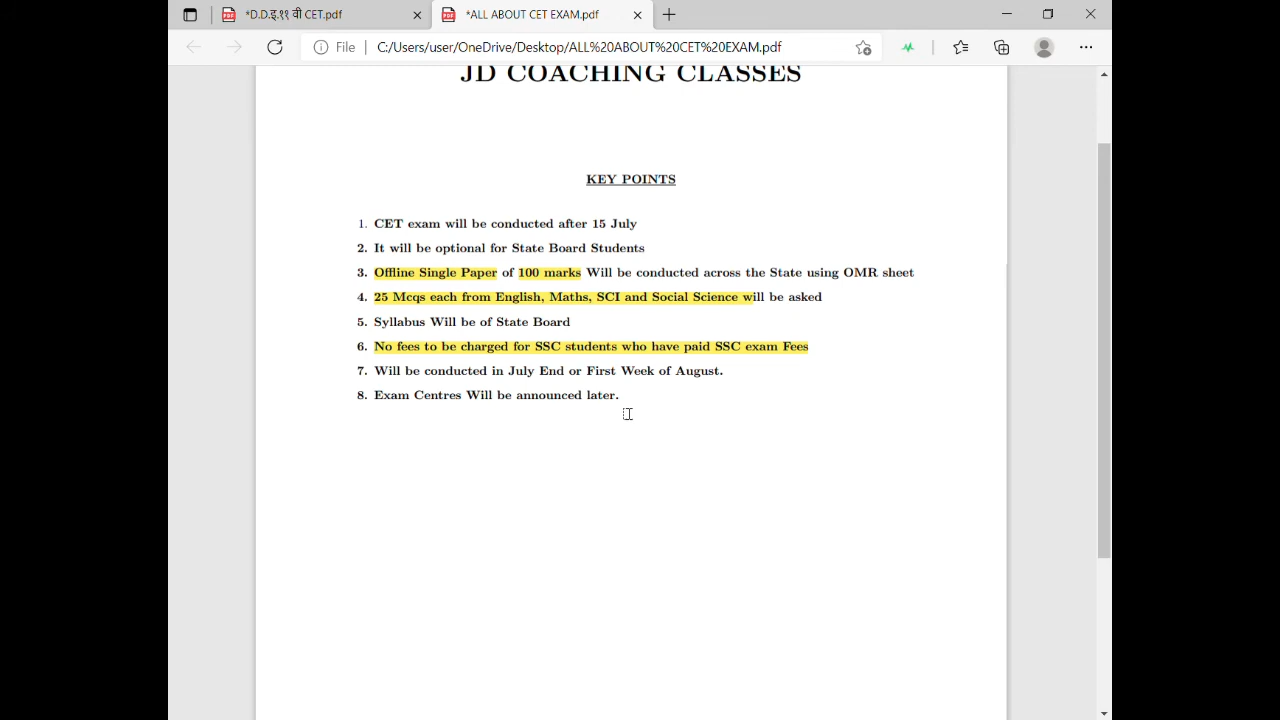 *D.D.इ.११ वी CET.pdf
*ALL ABOUT CET EXAM.pdf
File
C:/Users/user/OneDrive/Desktop/ALL%20ABOUT%20CET%20EXAM.pdf
JD COACHING CLASSES
KEY POINTS
1. CET exam will be conducted after 15 July
2. It will be optional for State Board Students
3. Offline Single Paper of 100 marks Will be conducted across the State using OMR sheet
4. 25 Mcqs each from English, Maths, SCI and Social Science will be asked
5. Syllabus Will be of State Board
6. No fees to be charged for SSC students who have paid SSC exam Fees
7. Will be conducted in July End or First Week of August.
8. Exam Centres Will be announced later.